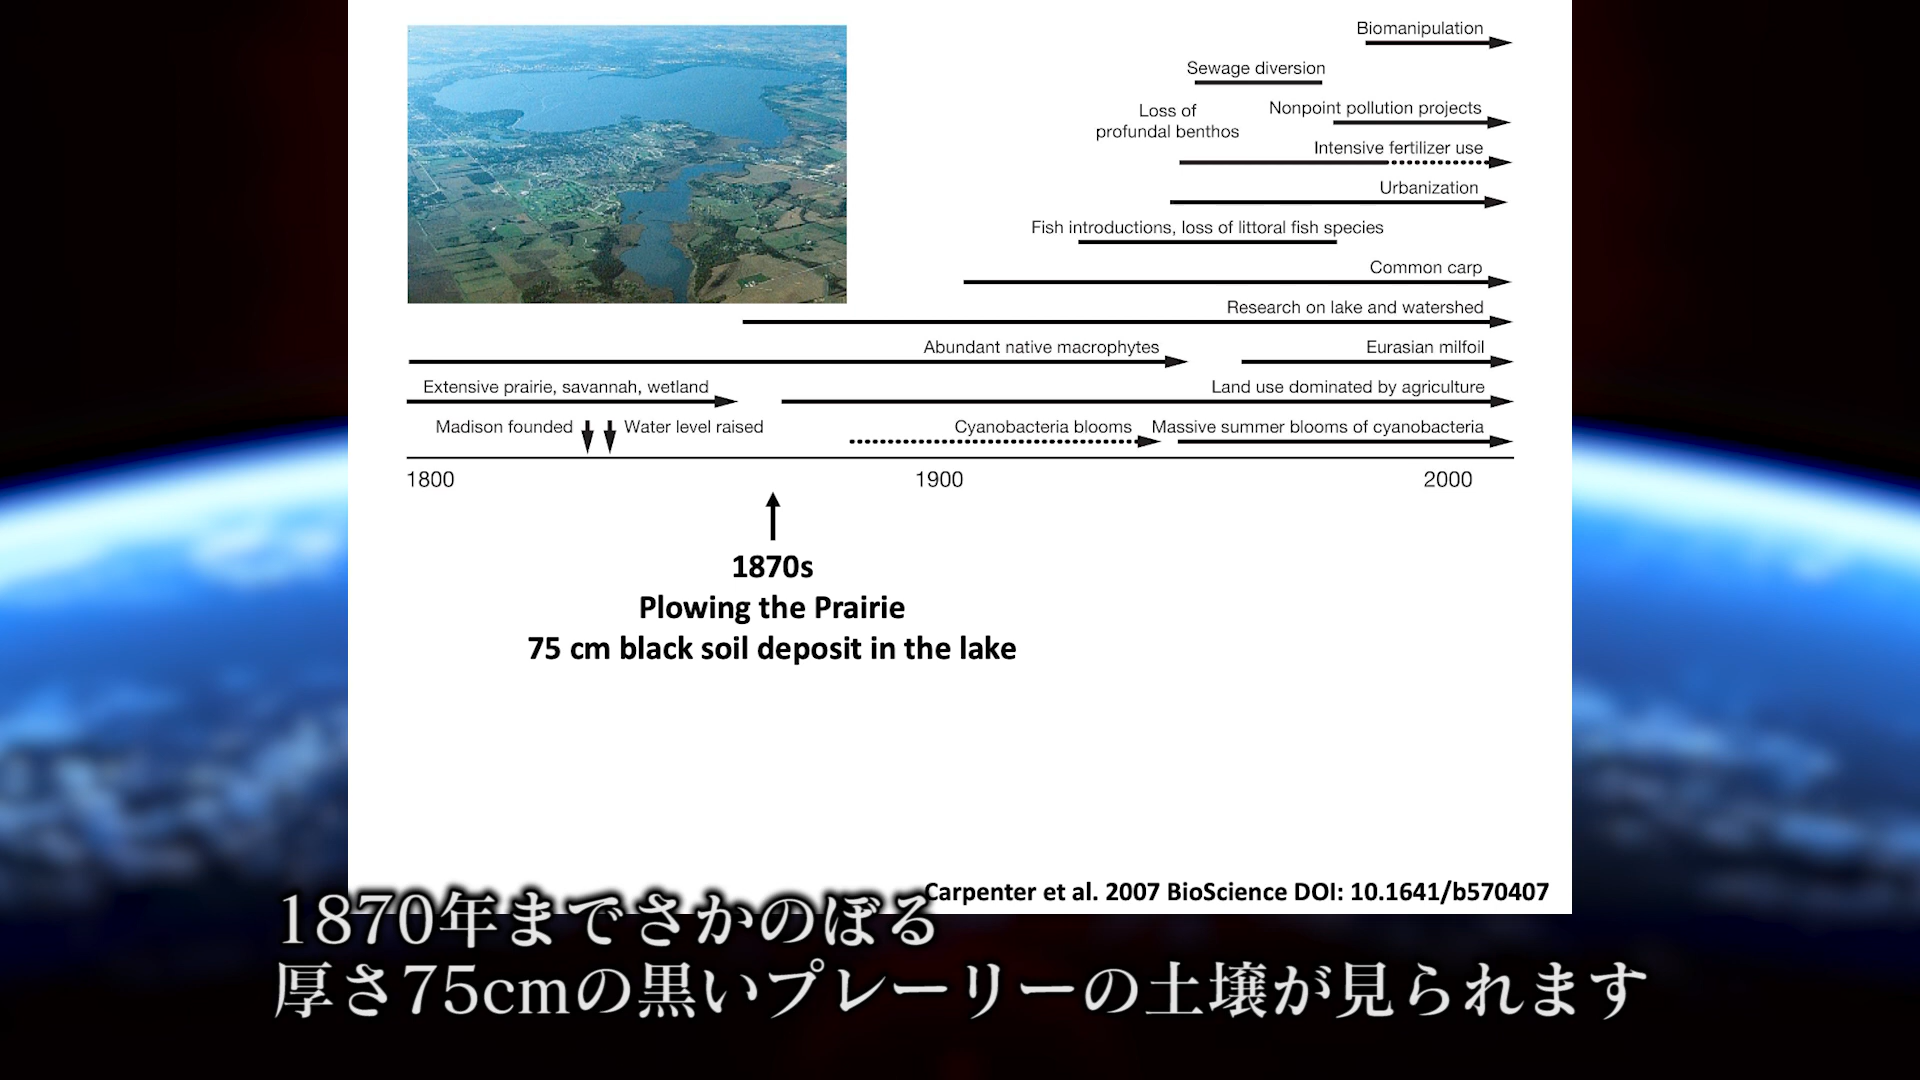 Biomanipulation
Sewage diversion
Loss of
profundal benthos
Nonpoint pollution projects
Intensive fertilizer use
Urbanization
Fish introductions, loss of littoral fish species
Common carp
Research on lake and watershed
Abundant native macrophytes
Eurasian milfoil
Extensive prairie, savannah, wetland
Land use dominated by agriculture
Madison founded
Water level raised
Cyanobacteria blooms
Massive summer blooms of cyanobacteria
1800
1900
2000
1870s
Plowing the Prairie
75 cm black soil deposit in the lake
Carpenter et al. 2007 BioScience DOI: 10.1641/b570407
1870年までさかのぼる
厚さ75cmの黒いプレーリーの土壌が見られます